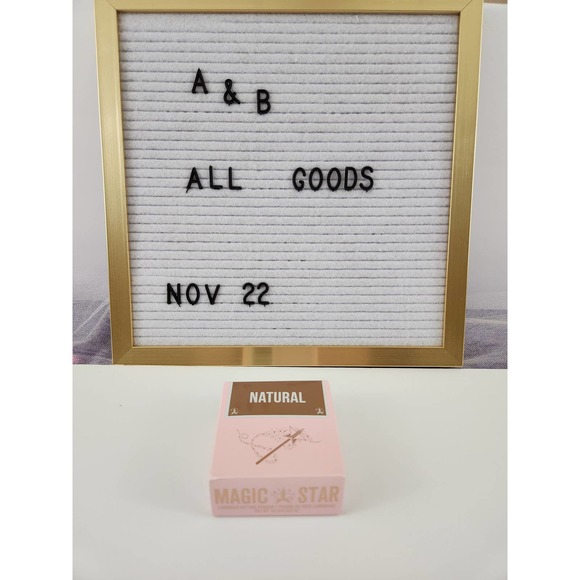 A & B
ALL GOODS
NOV 22
NATURAL
MAGIC STAR